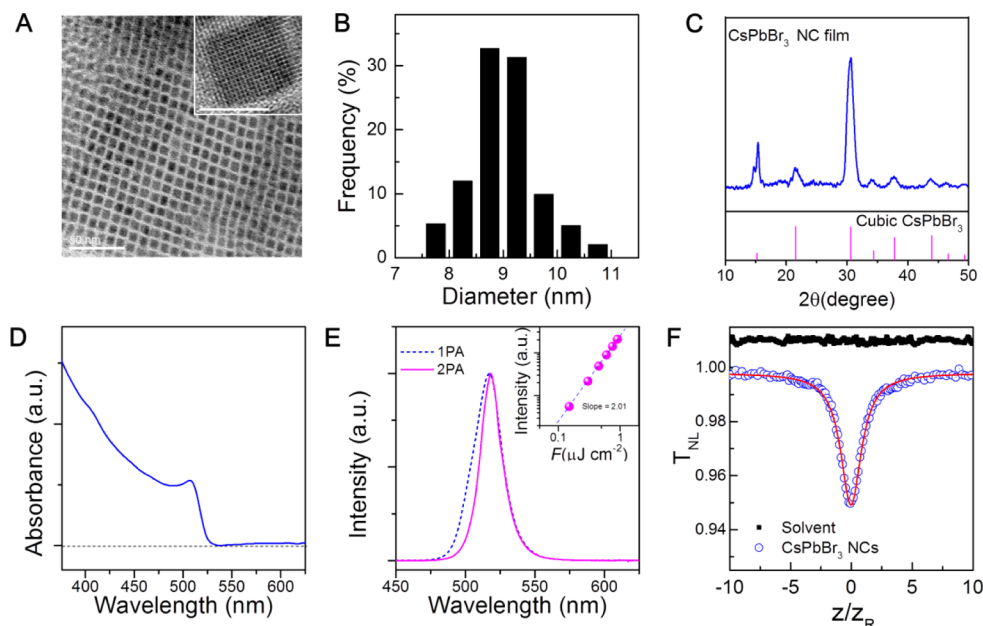 A
50 nm
B
Frequency (%)
30
20
10
0
7
8
9
10
11
Diameter (nm)
C
CsPbBr3 NC film
Cubic CsPbBr3
10
20
30
40
50
2θ(degree)
D
Absorbance (a.u.)
400
450
500
550
600
Wavelength (nm)
E
1PA
2PA
Intensity (a.u.)
Intensity (a.u.)
Slope = 2.01
0.1
1
F(μJ cm-2)
450
500
550
600
Wavelength (nm)
F
TNL
1.00
0.98
0.96
0.94
Solvent
CsPbBr3 NCs
-10
-5
0
5
10
z/zR